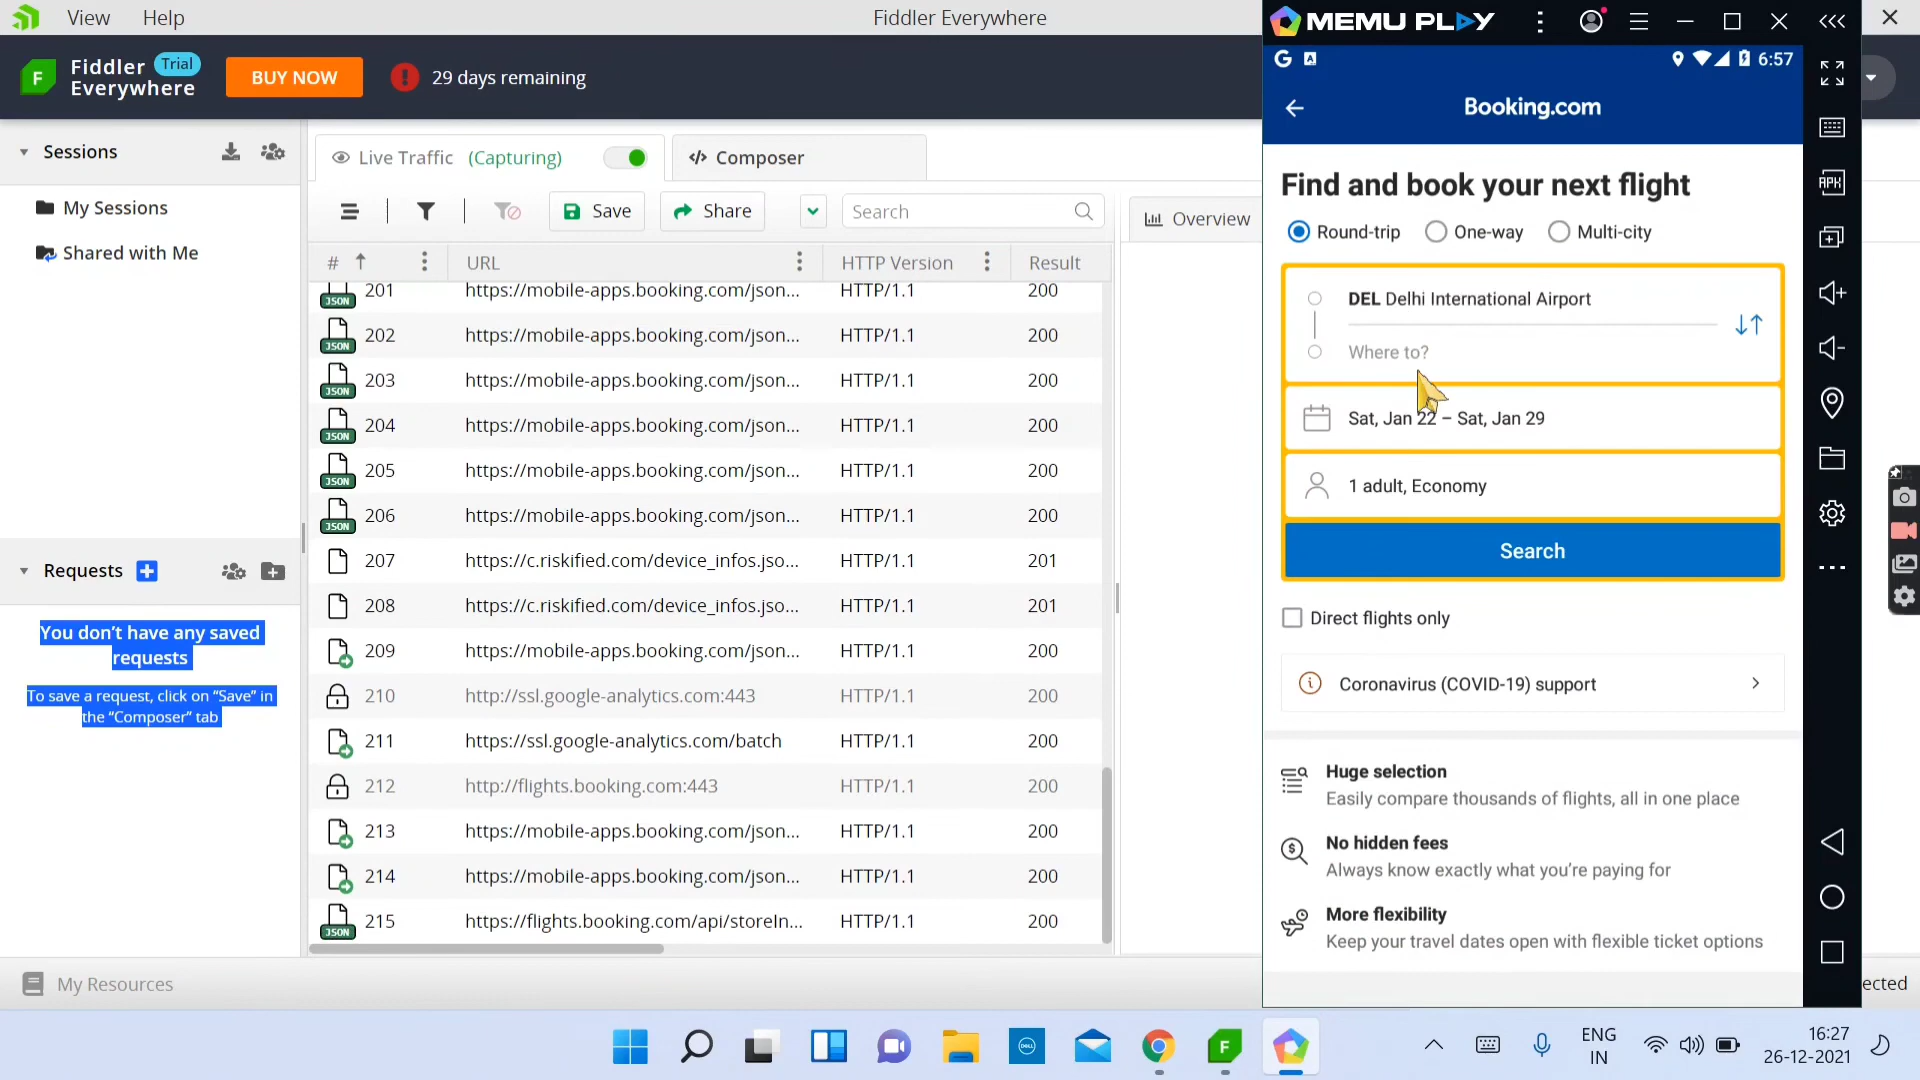 View Help
Fiddler Everywhere
MEMU PLAY
Fiddler
Everywhere
Trial
BUY NOW
29 days remaining
Sessions
My Sessions
Shared with Me
Requests
You don't have any saved
requests
To save a request, click on “Save” in
the “Composer” tab
My Resources
Live Traffic (Capturing)
Composer
Save
Share
Search
Overview
# URL HTTP Version Result
JSON 201 https://mobile-apps.booking.com/json... HTTP/1.1 200
JSON 202 https://mobile-apps.booking.com/json... HTTP/1.1 200
JSON 203 https://mobile-apps.booking.com/json... HTTP/1.1 200
JSON 204 https://mobile-apps.booking.com/json... HTTP/1.1 200
JSON 205 https://mobile-apps.booking.com/json... HTTP/1.1 200
JSON 206 https://mobile-apps.booking.com/json... HTTP/1.1 200
207 https://c.riskified.com/device_infos.jso... HTTP/1.1 201
208 https://c.riskified.com/device_infos.jso... HTTP/1.1 201
209 https://mobile-apps.booking.com/json... HTTP/1.1 200
210 http://ssl.google-analytics.com:443 HTTP/1.1 200
211 https://ssl.google-analytics.com/batch HTTP/1.1 200
212 http://flights.booking.com:443 HTTP/1.1 200
213 https://mobile-apps.booking.com/json... HTTP/1.1 200
214 https://mobile-apps.booking.com/json... HTTP/1.1 200
JSON 215 https://flights.booking.com/api/storeIn... HTTP/1.1 200
6:57
Booking.com
Find and book your next flight
Round-trip One-way Multi-city
DEL Delhi International Airport
Where to?
Sat, Jan 22 – Sat, Jan 29
1 adult, Economy
Search
Direct flights only
Coronavirus (COVID-19) support
Huge selection
Easily compare thousands of flights, all in one place
No hidden fees
Always know exactly what you're paying for
More flexibility
Keep your travel dates open with flexible ticket options
APK
ected
DELL
ENG
IN
16:27
26-12-2021